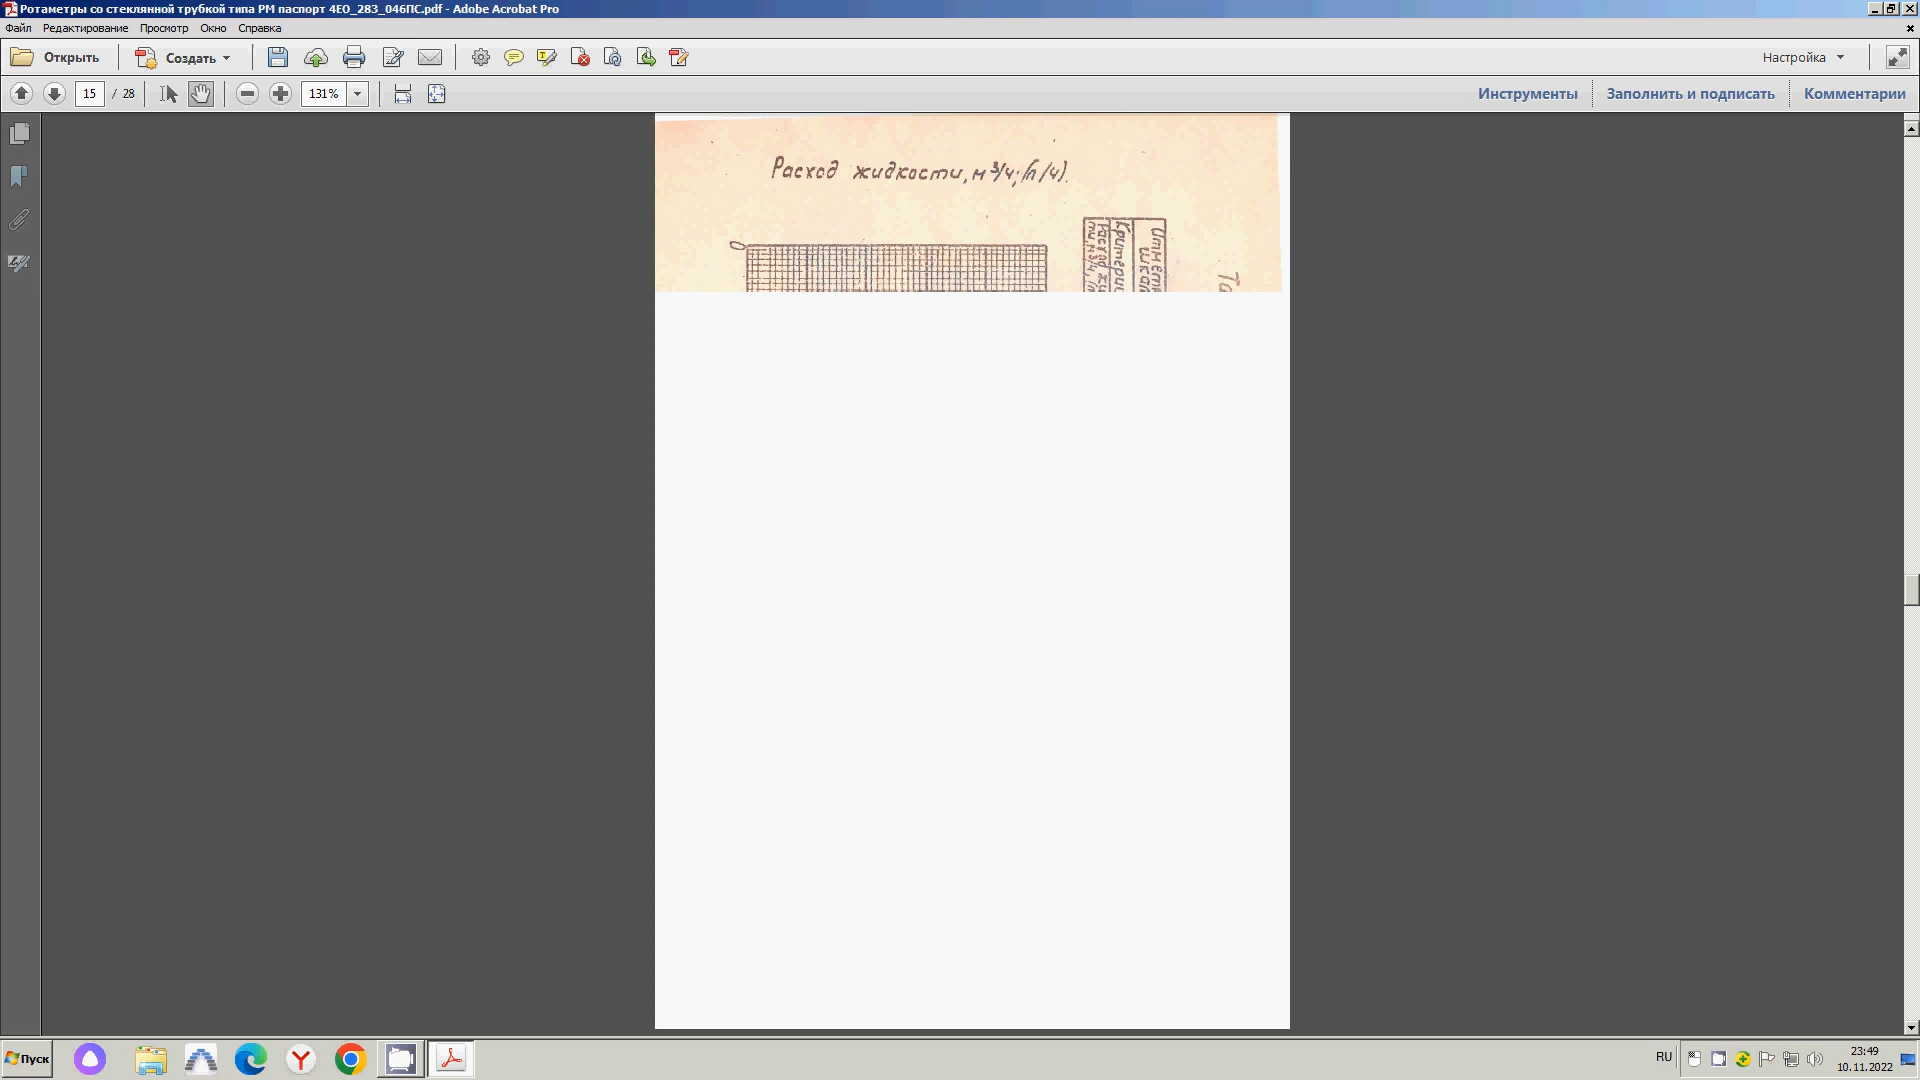 Ротаметры со стеклянной трубкой типа РМ паспорт 4ЕО_283_046ПС.pdf - Adobe Acrobat Pro
Файл Редактирование Просмотр Окно Справка
Открыть Создать Настройка
15 / 28 131% Инструменты Заполнить и подписать Комментарии
Расход жидкости, м³/ч; (л/ч).
0
Пуск
RU
23:49
10.11.2022